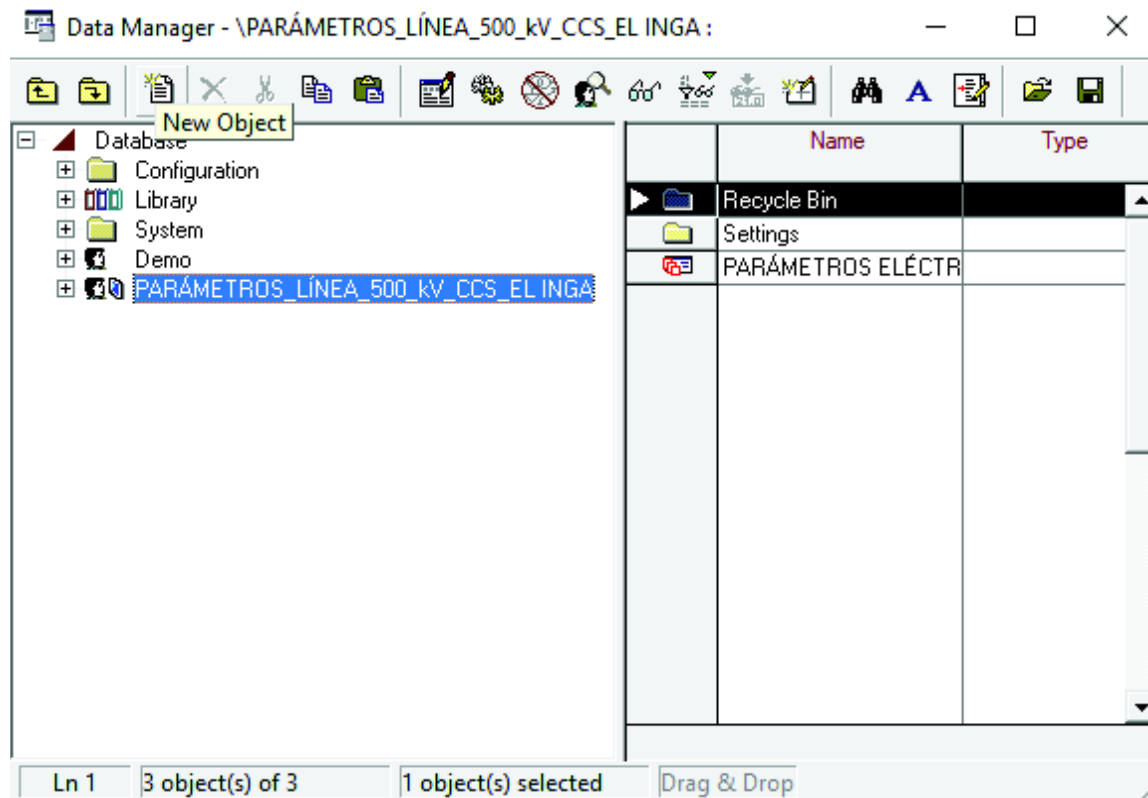 Data Manager - \PARÁMETROS_LÍNEA_500_kV_CCS_EL INGA :
New Object
Database
Configuration
Library
System
Demo
PARÁMETROS_LÍNEA_500_kV_CCS_EL INGA
Name Type
Recycle Bin
Settings
PARÁMETROS ELÉCTR
Ln 1 3 object(s) of 3 1 object(s) selected Drag & Drop